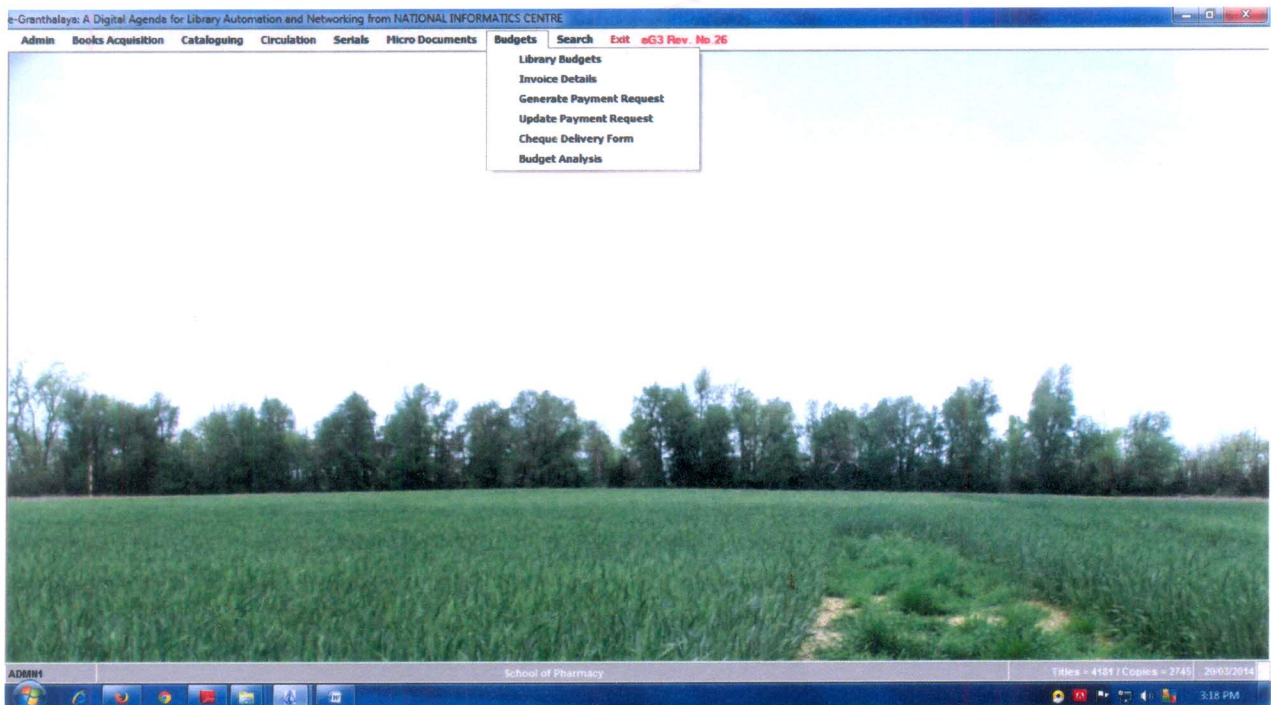 e-Granthalaya: A Digital Agenda for Library Automation and Networking from NATIONAL INFORMATICS CENTRE
Admin Books Acquisition Cataloguing Circulation Serials Micro Documents Budgets Search Exit eG3 Rev. No.26
Library Budgets
Invoice Details
Generate Payment Request
Update Payment Request
Cheque Delivery Form
Budget Analysis
ADMN1 School of Pharmacy Titles = 4181 / Copies = 2745 20/03/2014
3:18 PM